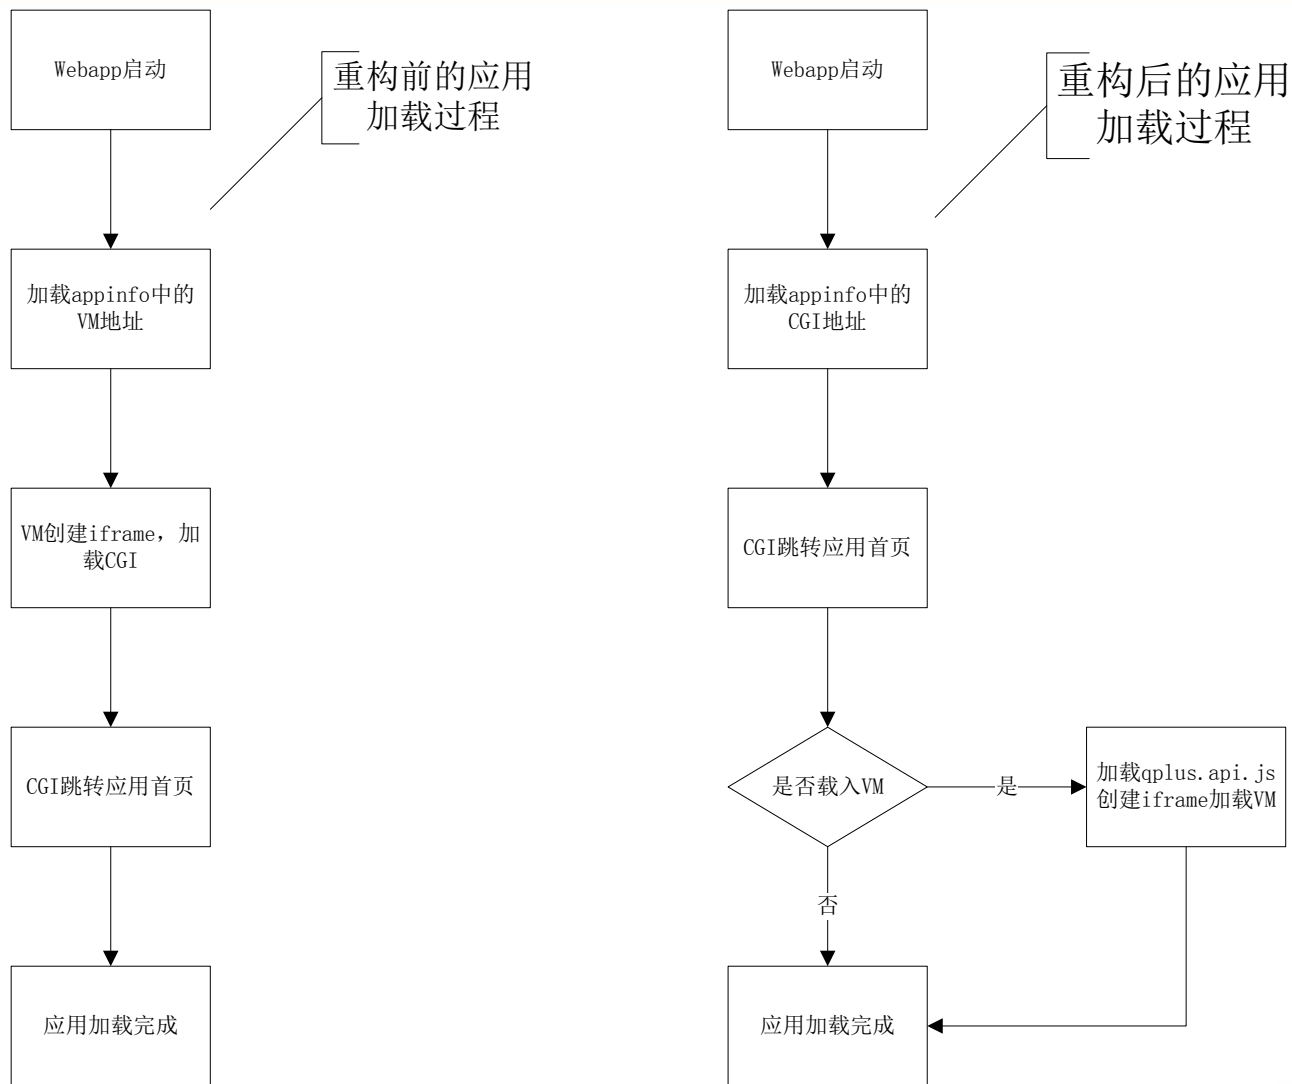 Webapp启动
重构前的应用
加载过程
加载appinfo中的
VM地址
VM创建iframe，加
载CGI
CGI跳转应用首页
应用加载完成
Webapp启动
重构后的应用
加载过程
加载appinfo中的
CGI地址
CGI跳转应用首页
是否载入VM
是
加载qplus.api.js
创建iframe加载VM
否
应用加载完成